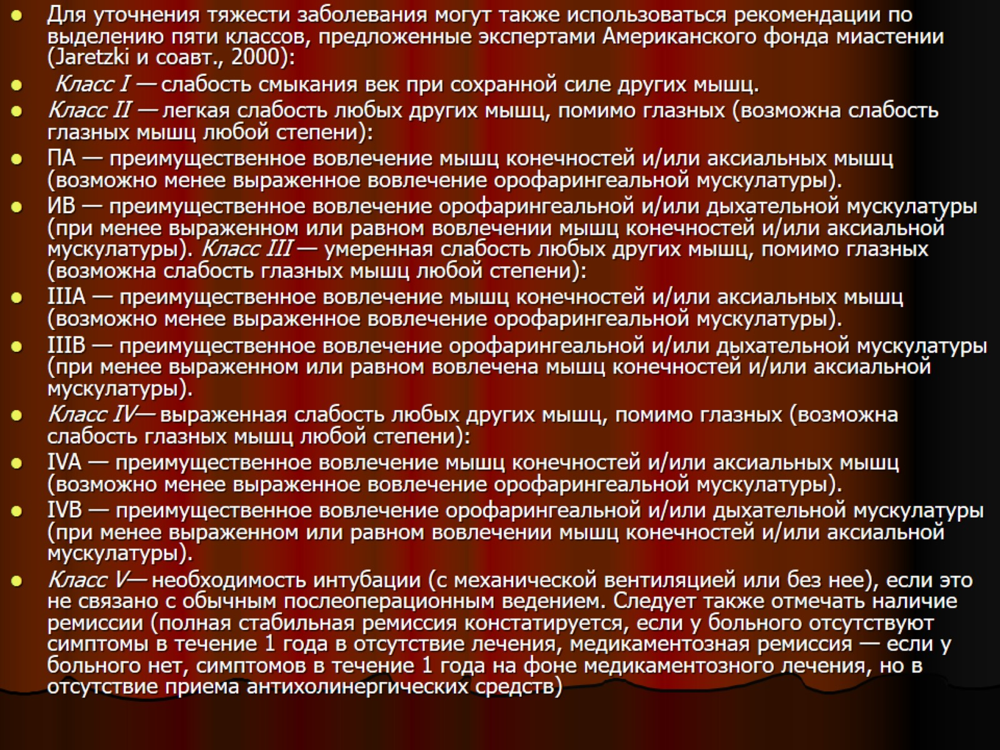 Для уточнения тяжести заболевания могут также использоваться рекомендации по
выделению пяти классов, предложенные экспертами Американского фонда миастении
(Jaretzki и соавт., 2000):
Класс I — слабость смыкания век при сохранной силе других мышц.
Класс II — легкая слабость любых других мышц, помимо глазных (возможна слабость
глазных мышц любой степени):
ПА — преимущественное вовлечение мышц конечностей и/или аксиальных мышц
(возможно менее выраженное вовлечение орофарингеальной мускулатуры).
ИВ — преимущественное вовлечение орофарингеальной и/или дыхательной мускулатуры
(при менее выраженном или равном вовлечении мышц конечностей и/или аксиальной
мускулатуры). Класс III — умеренная слабость любых других мышц, помимо глазных
(возможна слабость глазных мышц любой степени):
IIIA — преимущественное вовлечение мышц конечностей и/или аксиальных мышц
(возможно менее выраженное вовлечение орофарингеальной мускулатуры).
IIIB — преимущественное вовлечение орофарингеальной и/или дыхательной мускулатуры
(при менее выраженном или равном вовлечена мышц конечностей и/или аксиальной
мускулатуры).
Класс IV— выраженная слабость любых других мышц, помимо глазных (возможна
слабость глазных мышц любой степени):
IVA — преимущественное вовлечение мышц конечностей и/или аксиальных мышц
(возможно менее выраженное вовлечение орофарингеальной мускулатуры).
IVB — преимущественное вовлечение орофарингеальной и/или дыхательной мускулатуры
(при менее выраженном или равном вовлечении мышц конечностей и/или аксиальной
мускулатуры).
Класс V— необходимость интубации (с механической вентиляцией или без нее), если это
не связано с обычным послеоперационным ведением. Следует также отмечать наличие
ремиссии (полная стабильная ремиссия констатируется, если у больного отсутствуют
симптомы в течение 1 года в отсутствие лечения, медикаментозная ремиссия — если у
больного нет, симптомов в течение 1 года на фоне медикаментозного лечения, но в
отсутствие приема антихолинергических средств)